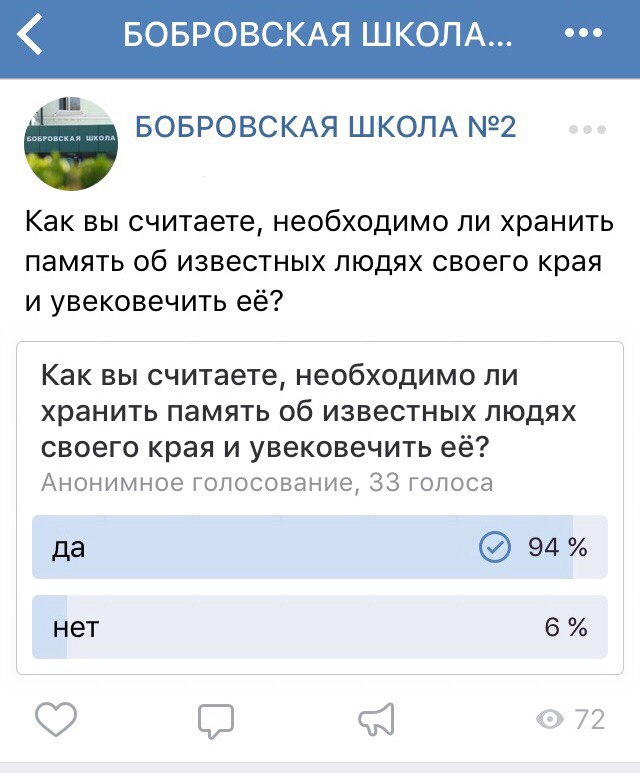 БОБРОВСКАЯ ШКОЛА...
БОБРОВСКАЯ ШКОЛА
БОБРОВСКАЯ ШКОЛА №2
Как вы считаете, необходимо ли хранить
память об известных людях своего края
и увековечить её?
Как вы считаете, необходимо ли
хранить память об известных людях
своего края и увековечить её?
Анонимное голосование, 33 голоса
да 94 %
нет 6 %
72